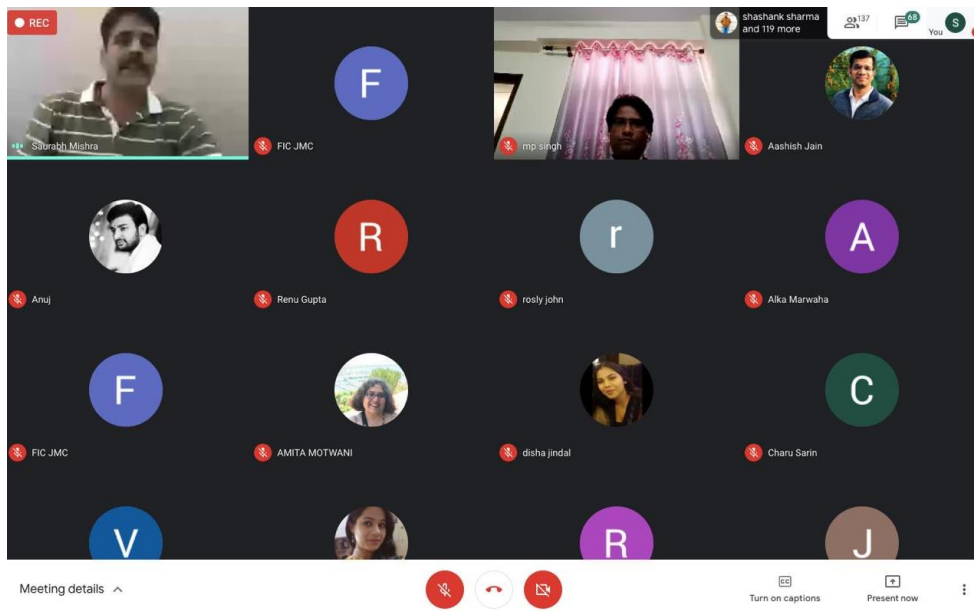 REC
shashank sharma
and 119 more
137
68
You
S
Saurabh Mishra
F
FIC JMC
mp singh
Aashish Jain
Anuj
R
Renu Gupta
r
rosly john
A
Alka Marwaha
F
FIC JMC
AMITA MOTWANI
disha jindal
C
Charu Sarin
V
R
J
Meeting details
CC
Turn on captions
Present now